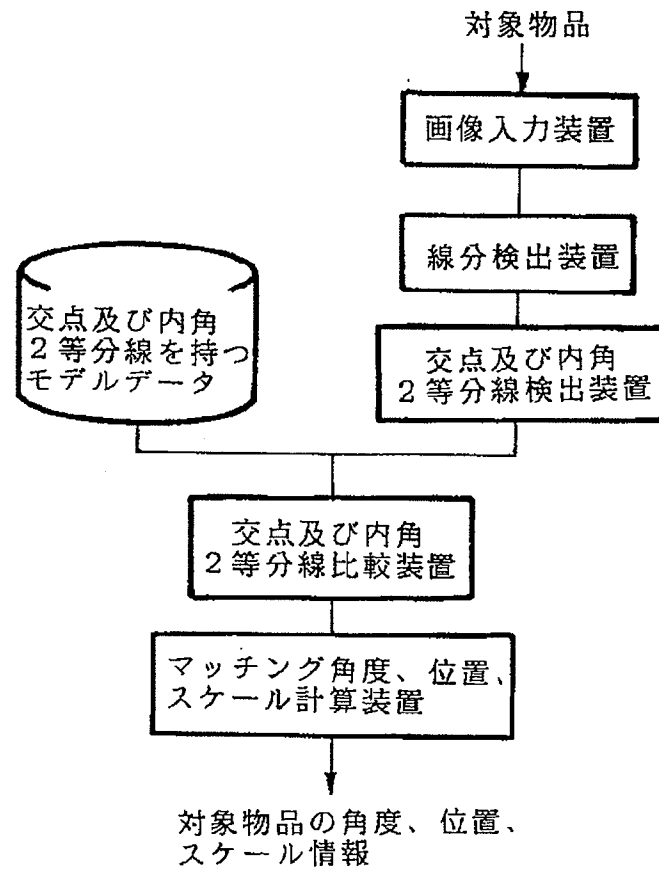 対象物品
画像入力装置
線分検出装置
交点及び内角
2等分線を持つ
モデルデータ
交点及び内角
2等分線検出装置
交点及び内角
2等分線比較装置
マッチング角度、位置、
スケール計算装置
対象物品の角度、位置、
スケール情報